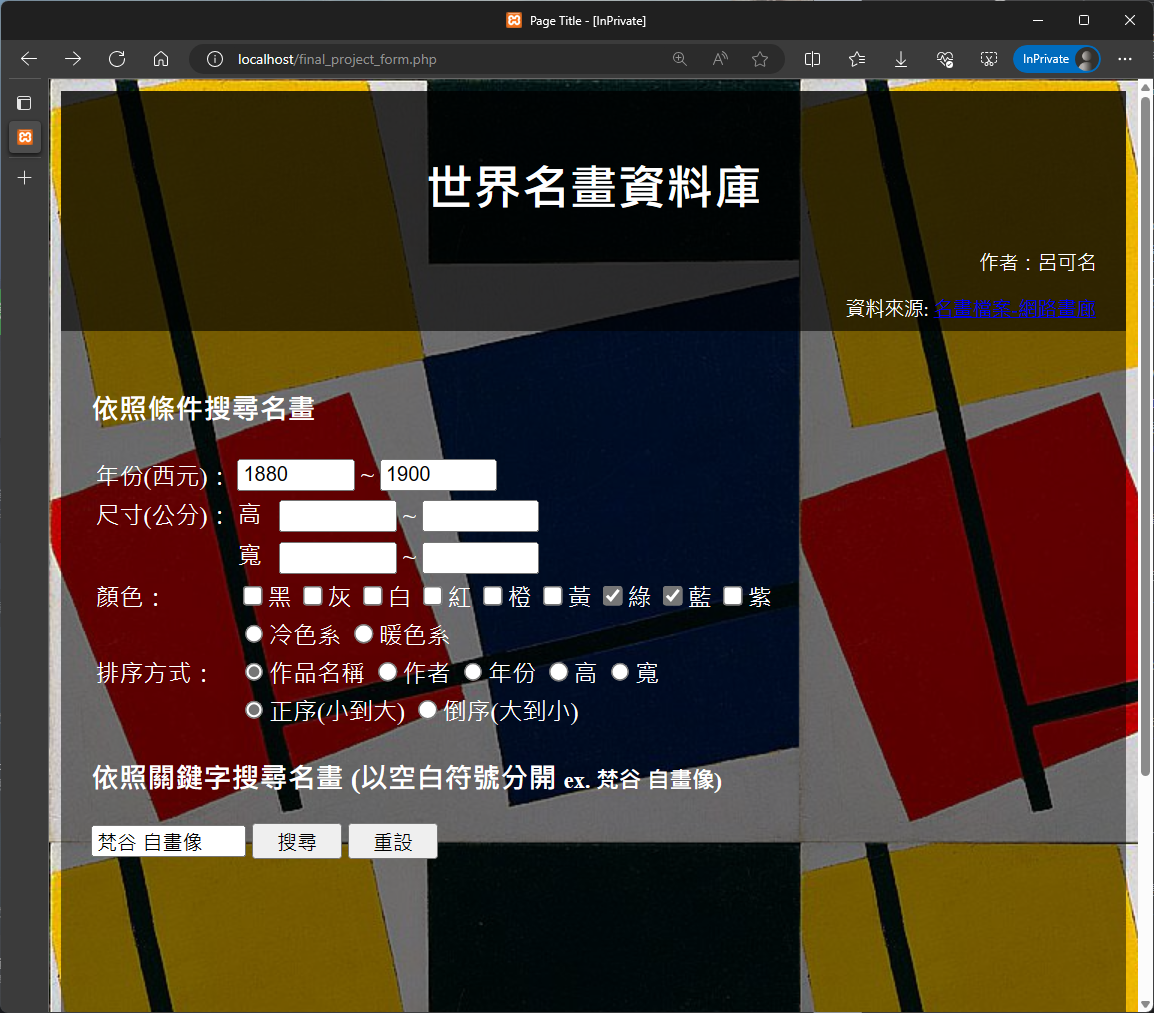 Page Title - [InPrivate]
localhost/final_project_form.php
InPrivate
世界名畫資料庫
作者：呂可名
資料來源: 名畫檔案-網路畫廊
依照條件搜尋名畫
年份(西元)： 1880 ~ 1900
尺寸(公分)： 高 ~
寬 ~
顏色： 黑 灰 白 紅 橙 黃 綠 藍 紫
冷色系 暖色系
排序方式： 作品名稱 作者 年份 高 寬
正序(小到大) 倒序(大到小)
依照關鍵字搜尋名畫 (以空白符號分開 ex. 梵谷 自畫像)
梵谷 自畫像 搜尋 重設